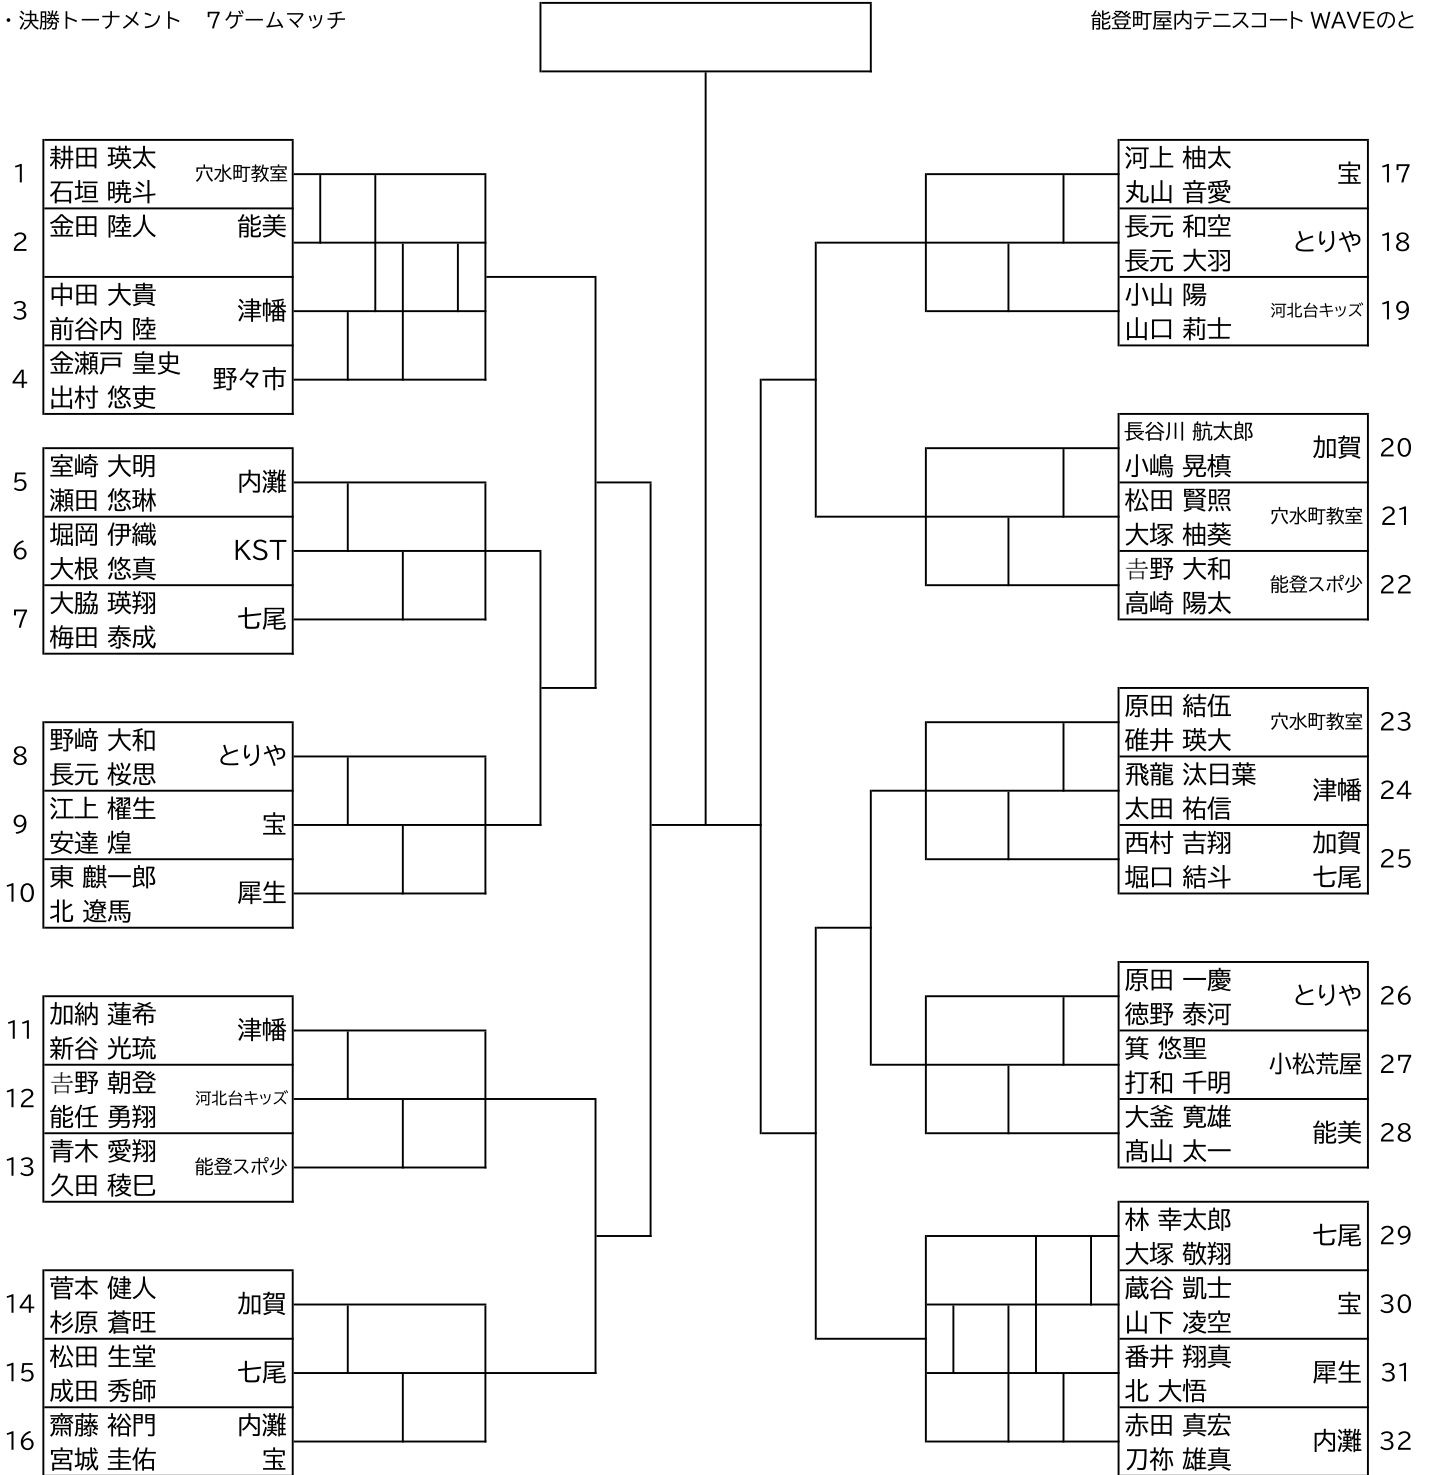 ・決勝トーナメント　７ゲームマッチ
能登町屋内テニスコート WAVEのと
1 耕田 瑛太 穴水町教室
石垣 暁斗
2 金田 陸人 能美
3 中田 大貴 津幡
前谷内 陸
4 金瀬戸 皇史 野々市
出村 悠吏
5 室崎 大明 内灘
瀬田 悠琳
6 堀岡 伊織 KST
大根 悠真
7 大脇 瑛翔 七尾
梅田 泰成
8 野﨑 大和 とりや
長元 桜思
9 江上 櫂生 宝
安達 煌
10 東 麒一郎 犀生
北 遼馬
11 加納 蓮希 津幡
新谷 光琉
12 𠮷野 朝登 河北台キッズ
能任 勇翔
13 青木 愛翔 能登スポ少
久田 稜巳
14 菅本 健人 加賀
杉原 蒼旺
15 松田 生堂 七尾
成田 秀師
16 齋藤 裕門 内灘
宮城 圭佑 宝
河上 柚太 宝 17
丸山 音愛
長元 和空 とりや 18
長元 大羽
小山 陽 河北台キッズ 19
山口 莉士
長谷川 航太郎 加賀 20
小嶋 晃槙
松田 賢照 穴水町教室 21
大塚 柚葵
𠮷野 大和 能登スポ少 22
高崎 陽太
原田 結伍 穴水町教室 23
碓井 瑛大
飛龍 汰日葉 津幡 24
太田 祐信
西村 吉翔 加賀 25
堀口 結斗 七尾
原田 一慶 とりや 26
徳野 泰河
箕 悠聖 小松荒屋 27
打和 千明
大釜 寛雄 能美 28
髙山 太一
林 幸太郎 七尾 29
大塚 敬翔
蔵谷 凱士 宝 30
山下 凌空
番井 翔真 犀生 31
北 大悟
赤田 真宏 内灘 32
刀祢 雄真